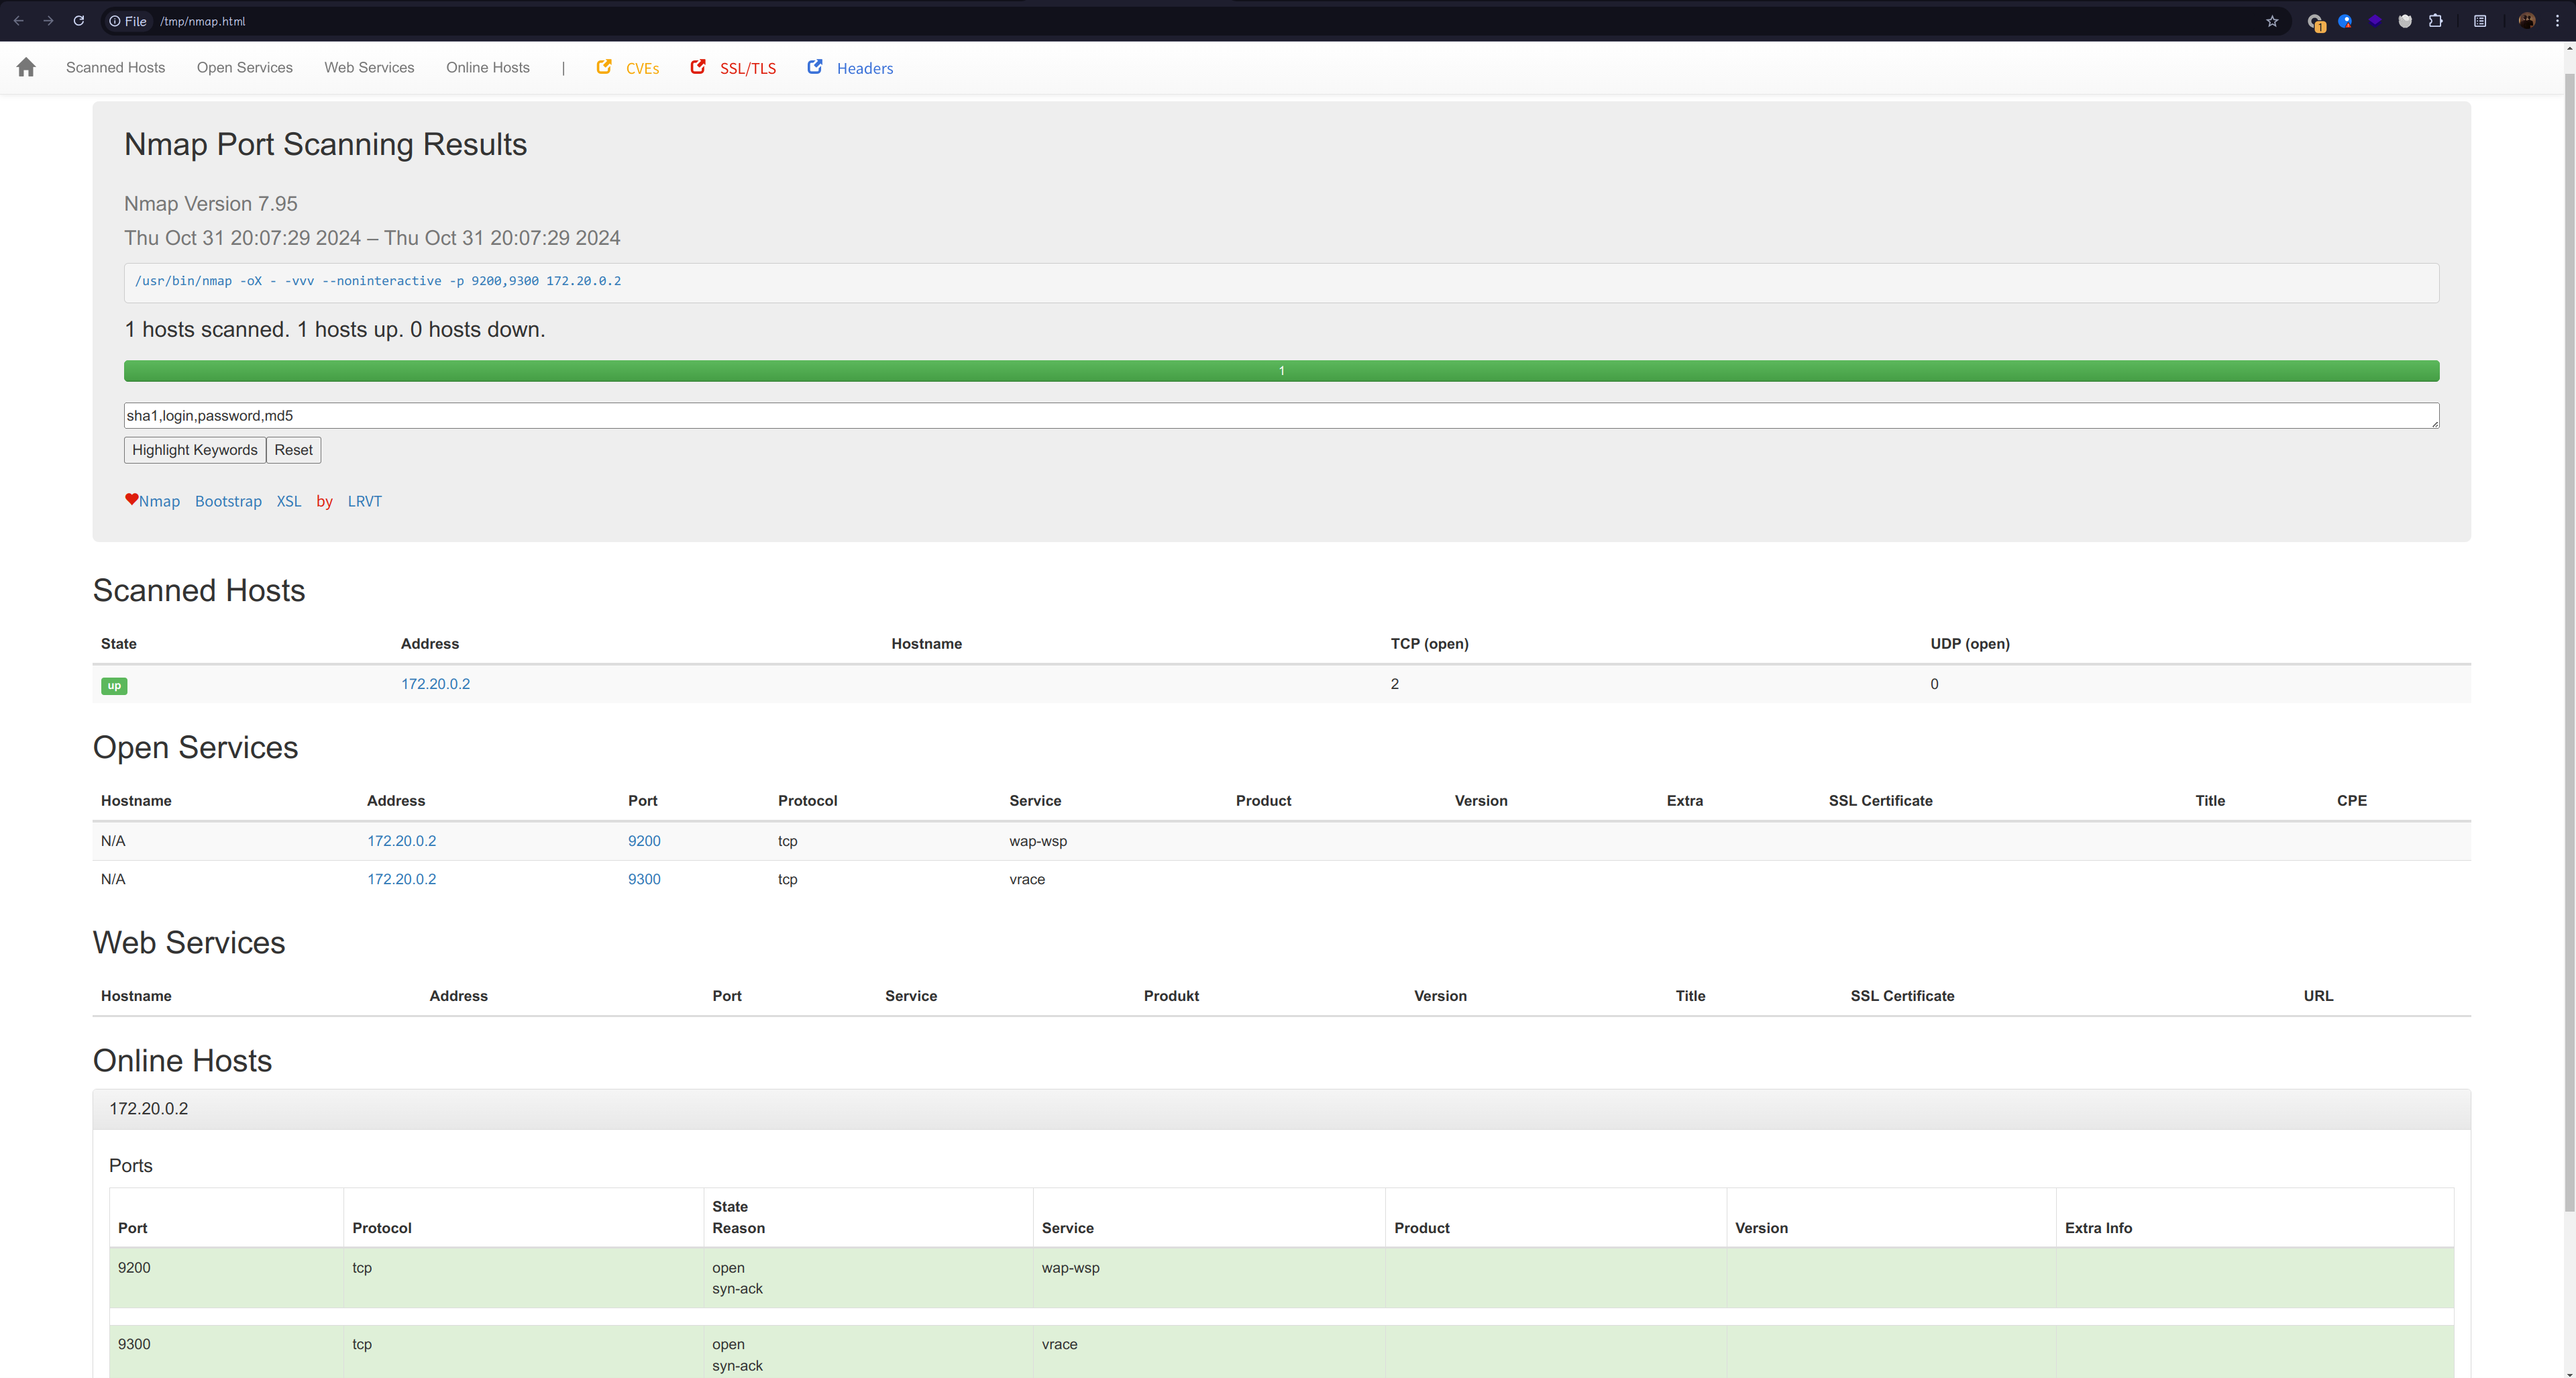 File /tmp/nmap.html
1
Scanned Hosts Open Services Web Services Online Hosts | CVEs SSL/TLS Headers
Nmap Port Scanning Results
Nmap Version 7.95
Thu Oct 31 20:07:29 2024 – Thu Oct 31 20:07:29 2024
/usr/bin/nmap -oX - -vvv --noninteractive -p 9200,9300 172.20.0.2
1 hosts scanned. 1 hosts up. 0 hosts down.
1
sha1,login,password,md5
Highlight Keywords Reset
Nmap Bootstrap XSL by LRVT
Scanned Hosts
State Address Hostname TCP (open) UDP (open)
up 172.20.0.2 2 0
Open Services
Hostname Address Port Protocol Service Product Version Extra SSL Certificate Title CPE
N/A 172.20.0.2 9200 tcp wap-wsp
N/A 172.20.0.2 9300 tcp vrace
Web Services
Hostname Address Port Service Produkt Version Title SSL Certificate URL
Online Hosts
172.20.0.2
Ports
Port Protocol State Reason Service Product Version Extra Info
9200 tcp open syn-ack wap-wsp
9300 tcp open syn-ack vrace